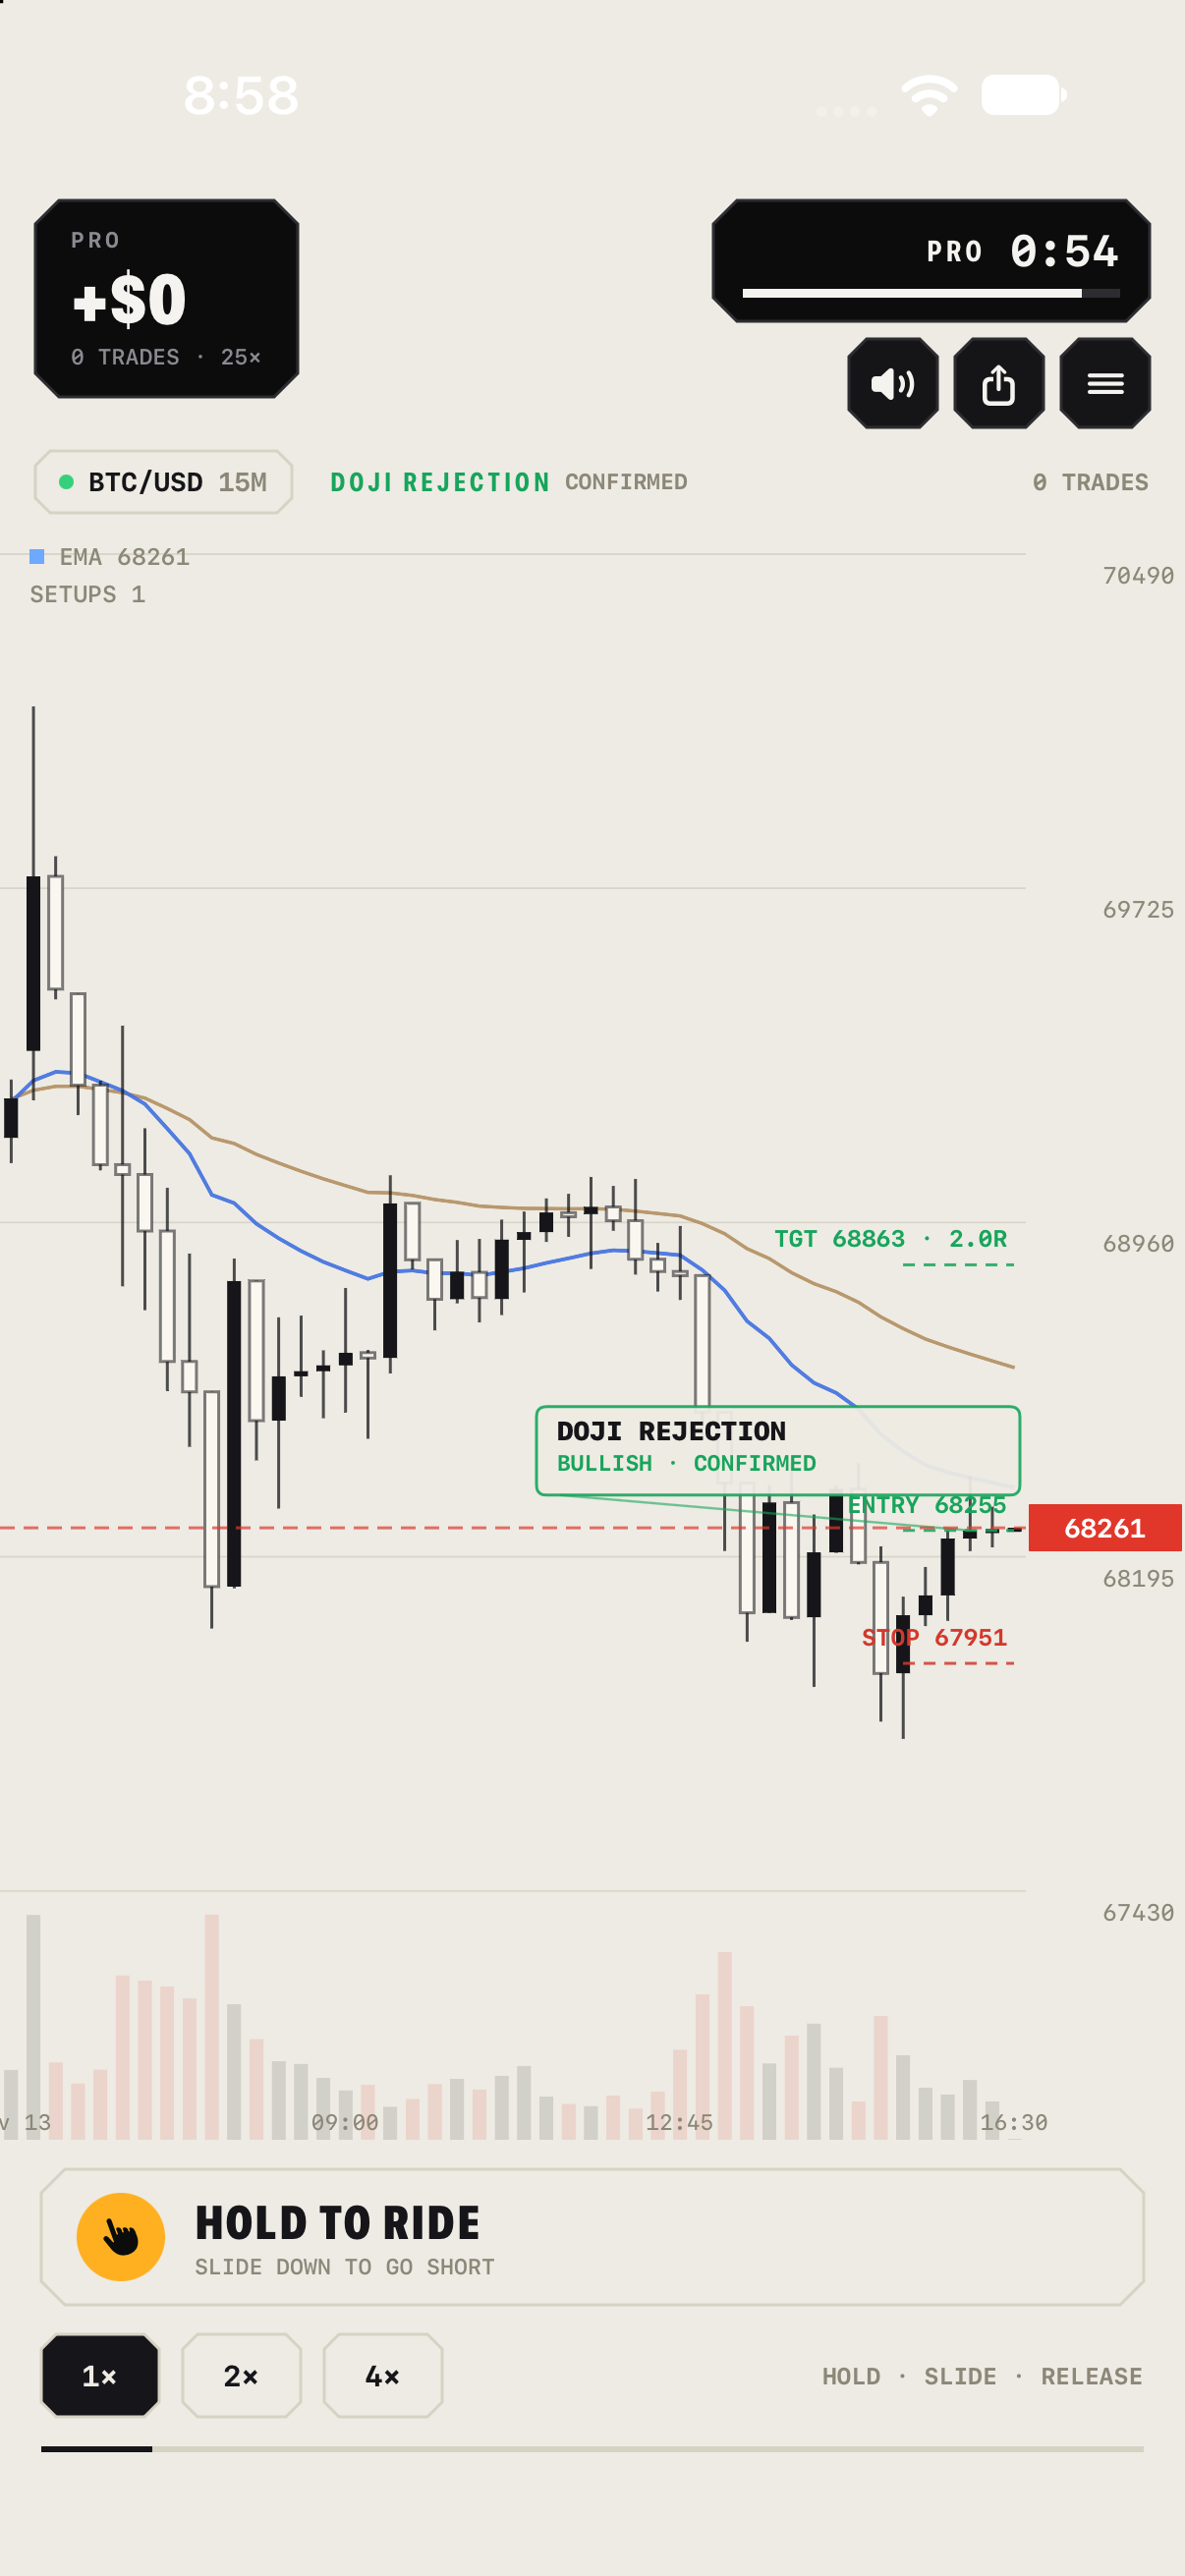 8:58
PRO
+$0
0 TRADES · 25×
PRO 0:54
BTC/USD 15M
DOJI REJECTION CONFIRMED
0 TRADES
EMA 68261
SETUPS 1
70490
69725
TGT 68863 · 2.0R
68960
DOJI REJECTION
BULLISH · CONFIRMED
ENTRY 68255
68261
68195
STOP 67951
67430
v 13
09:00
12:45
16:30
HOLD TO RIDE
SLIDE DOWN TO GO SHORT
1×
2×
4×
HOLD · SLIDE · RELEASE